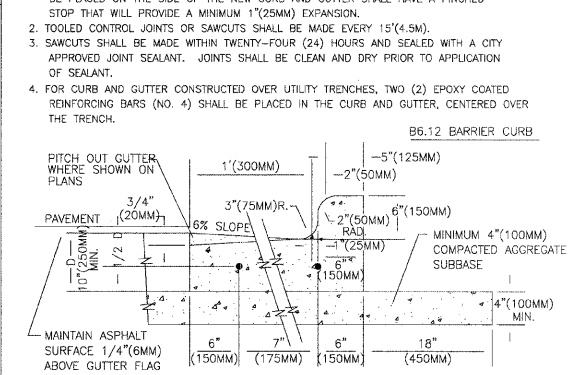 BE PLACED ON THE SIDE OF THE NEW CURB AND GUTTER SHALL HAVE A FINISHED
STOP THAT WILL PROVIDE A MINIMUM 1"(25MM) EXPANSION.
2. TOOLED CONTROL JOINTS OR SAWCUTS SHALL BE MADE EVERY 15'(4.5M).
3. SAWCUTS SHALL BE MADE WITHIN TWENTY-FOUR (24) HOURS AND SEALED WITH A CITY
APPROVED JOINT SEALANT. JOINTS SHALL BE CLEAN AND DRY PRIOR TO APPLICATION
OF SEALANT.
4. FOR CURB AND GUTTER CONSTRUCTED OVER UTILITY TRENCHES, TWO (2) EPOXY COATED
REINFORCING BARS (NO. 4) SHALL BE PLACED IN THE CURB AND GUTTER, CENTERED OVER
THE TRENCH.
B6.12 BARRIER CURB
PITCH OUT GUTTER
WHERE SHOWN ON
PLANS
1'(300MM)
5"(125MM)
2"(50MM)
3/4"
(20MM)
3"(75MM)R.
PAVEMENT
6% SLOPE
2"(50MM)
RAD.
6"(150MM)
1"(25MM)
D
10"(250MM)
MIN.
1/2 D
6"
(150MM)
MINIMUM 4"(100MM)
COMPACTED AGGREGATE
SUBBASE
4"(100MM)
MIN.
MAINTAIN ASPHALT
SURFACE 1/4"(6MM)
ABOVE GUTTER FLAG
6"
(150MM)
7"
(175MM)
6"
(150MM)
18"
(450MM)